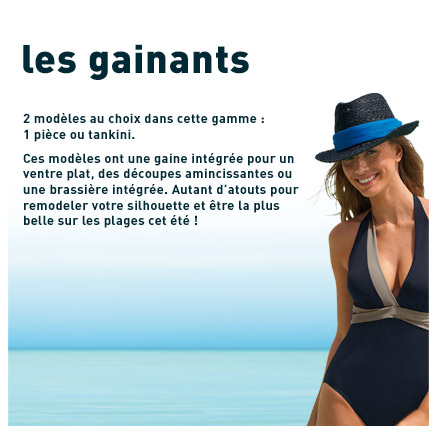 les gainants
2 modèles au choix dans cette gamme :
1 pièce ou tankini.
Ces modèles ont une gaine intégrée pour un
ventre plat, des découpes amincissantes ou
une brassière intégrée. Autant d'atouts pour
remodeler votre silhouette et être la plus
belle sur les plages cet été !